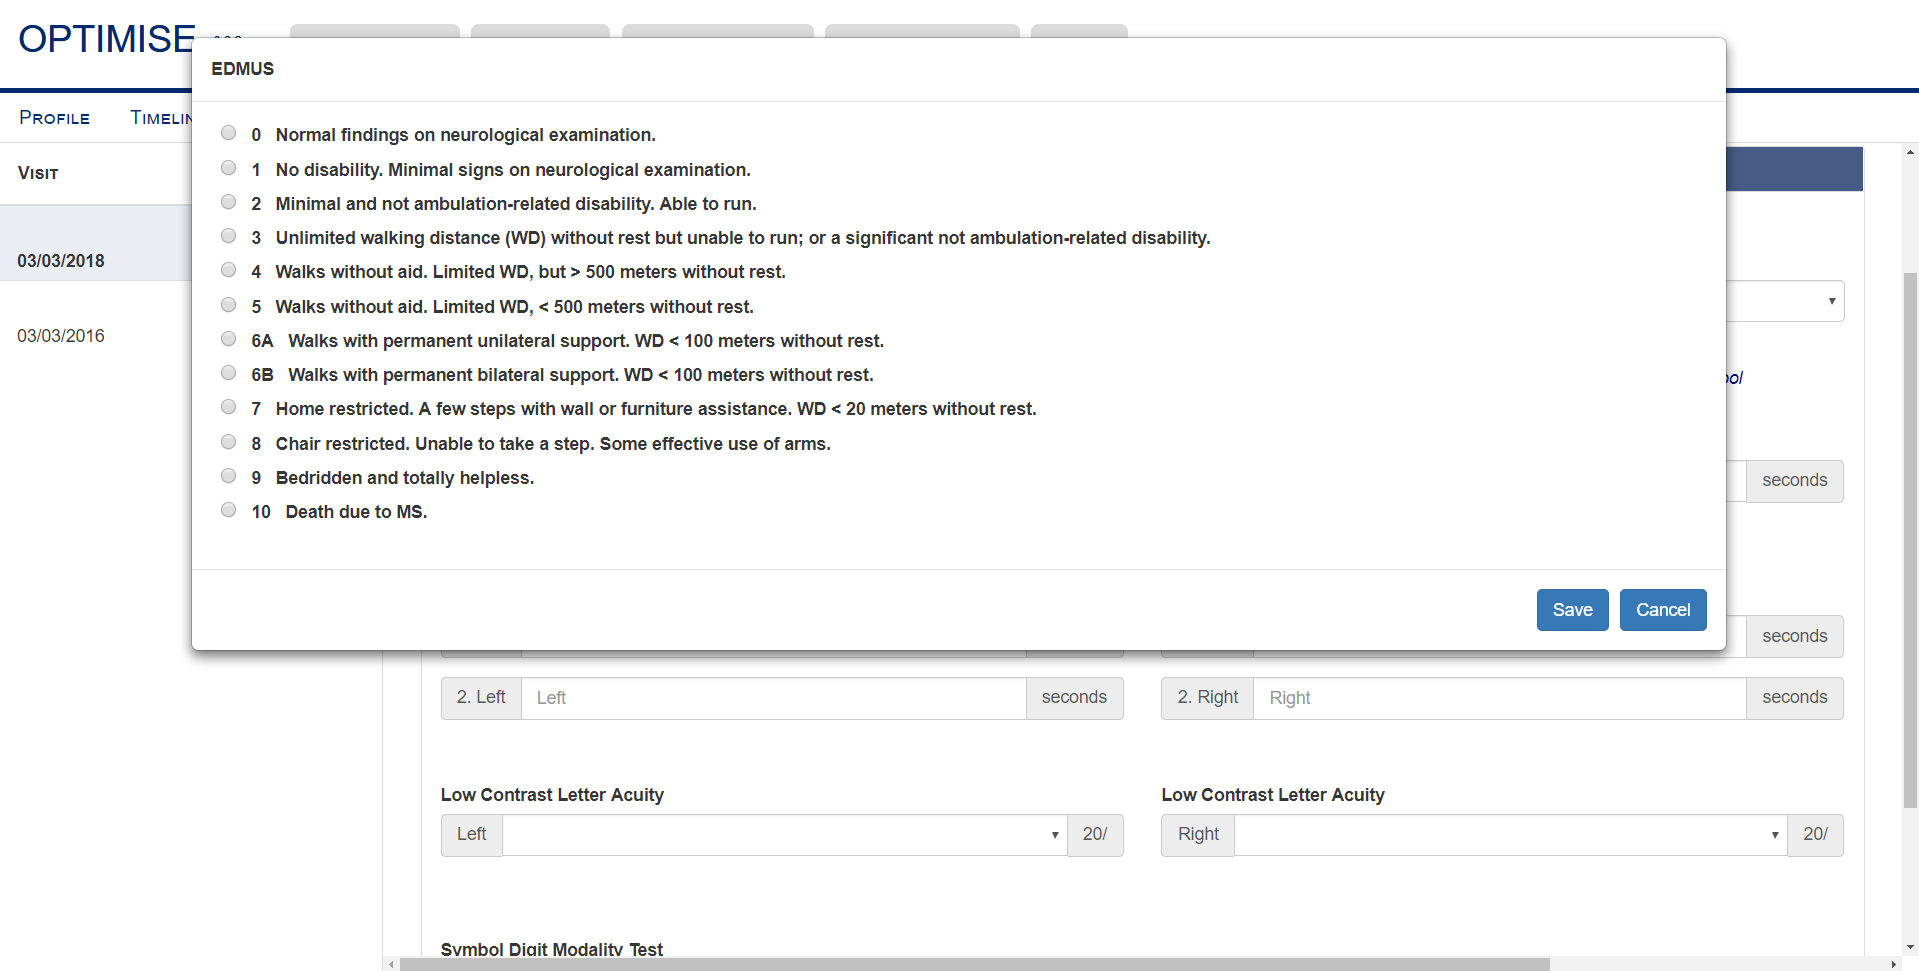 OPTIMISE
EDMUS
PROFILE
VISIT
03/03/2018
03/03/2016
0 Normal findings on neurological examination.
1 No disability. Minimal signs on neurological examination.
2 Minimal and not ambulation-related disability. Able to run.
3 Unlimited walking distance (WD) without rest but unable to run; or a significant not ambulation-related disability.
4 Walks without aid. Limited WD, but > 500 meters without rest.
5 Walks without aid. Limited WD, < 500 meters without rest.
6A Walks with permanent unilateral support. WD < 100 meters without rest.
6B Walks with permanent bilateral support. WD < 100 meters without rest.
7 Home restricted. A few steps with wall or furniture assistance. WD < 20 meters without rest.
8 Chair restricted. Unable to take a step. Some effective use of arms.
9 Bedridden and totally helpless.
10 Death due to MS.
Save Cancel
seconds
seconds
2. Left Left seconds 2. Right Right seconds
Low Contrast Letter Acuity Low Contrast Letter Acuity
Left 20/ Right 20/
Symbol Digit Modality Test